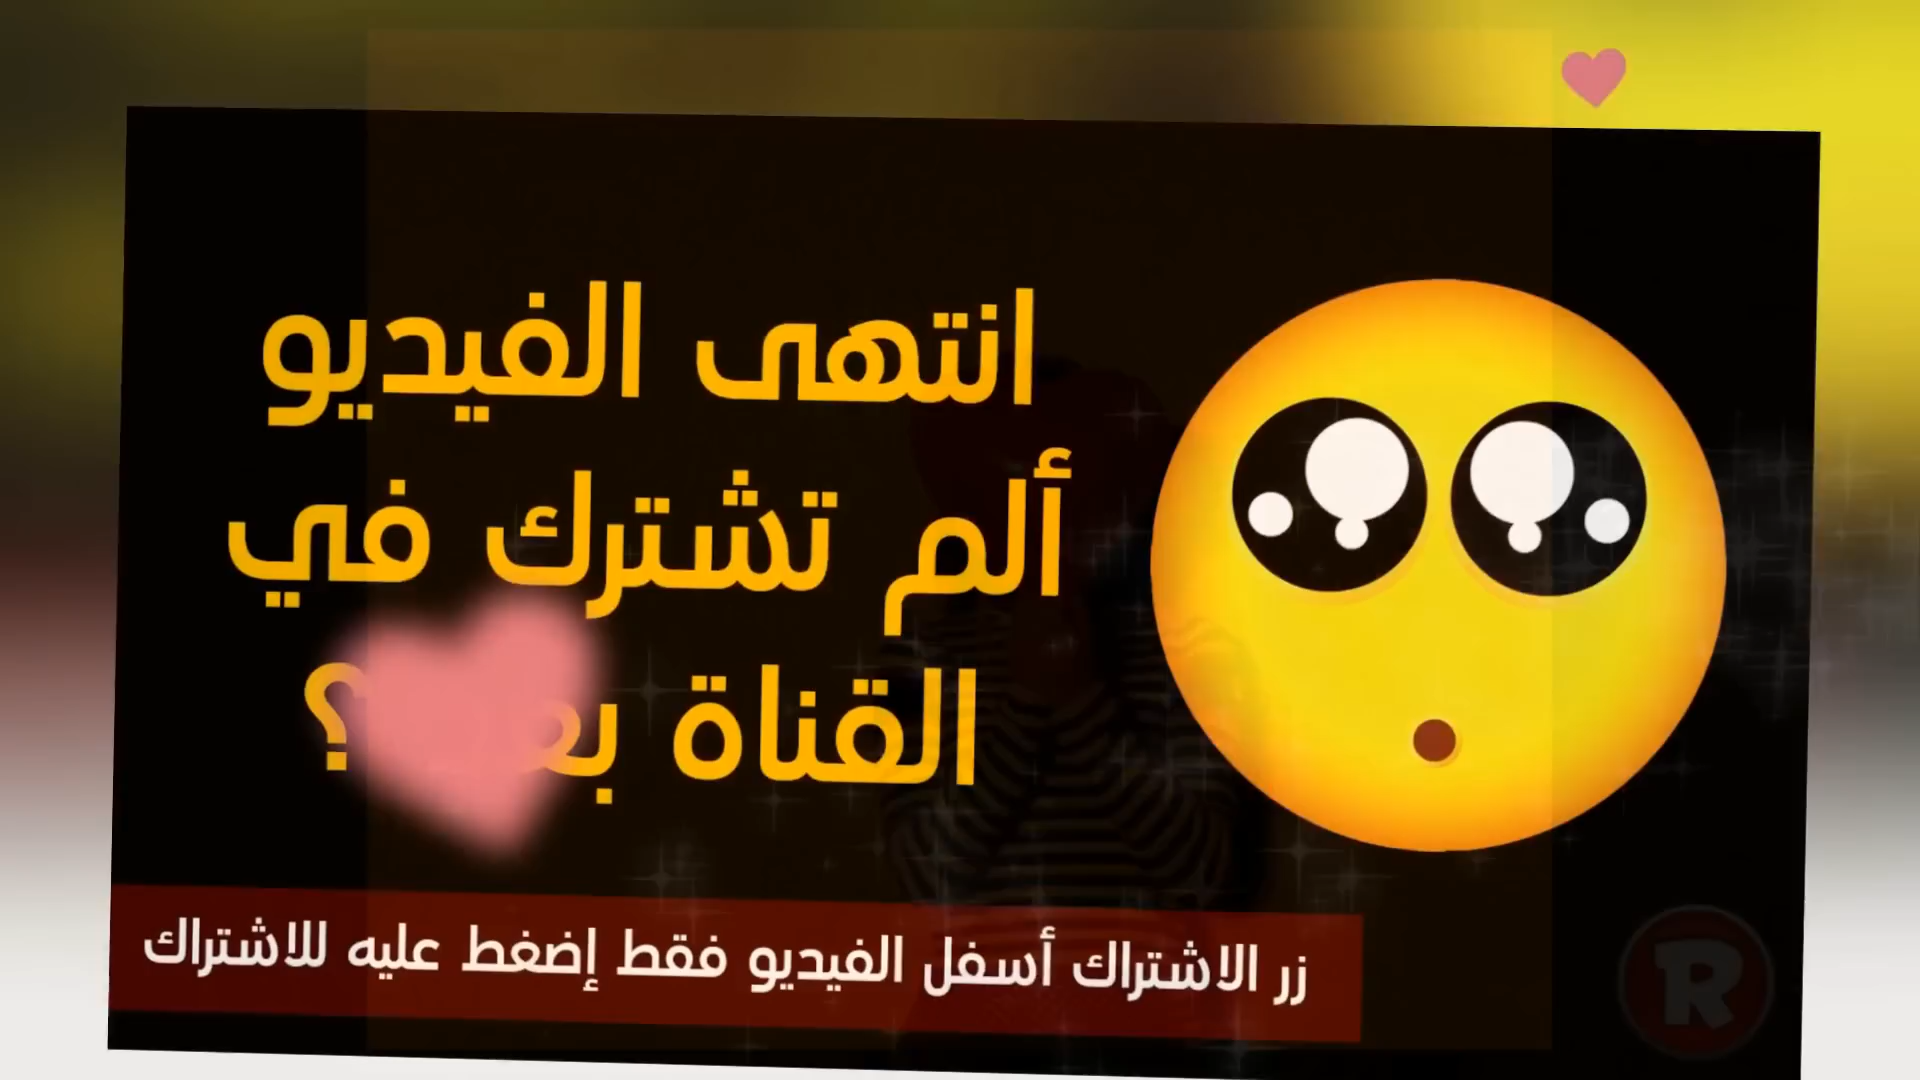 انتهى الفيديو
ألم تشترك في
القناة ؟
زر الاشتراك أسفل الفيديو فقط إضغط عليه للاشتراك
R